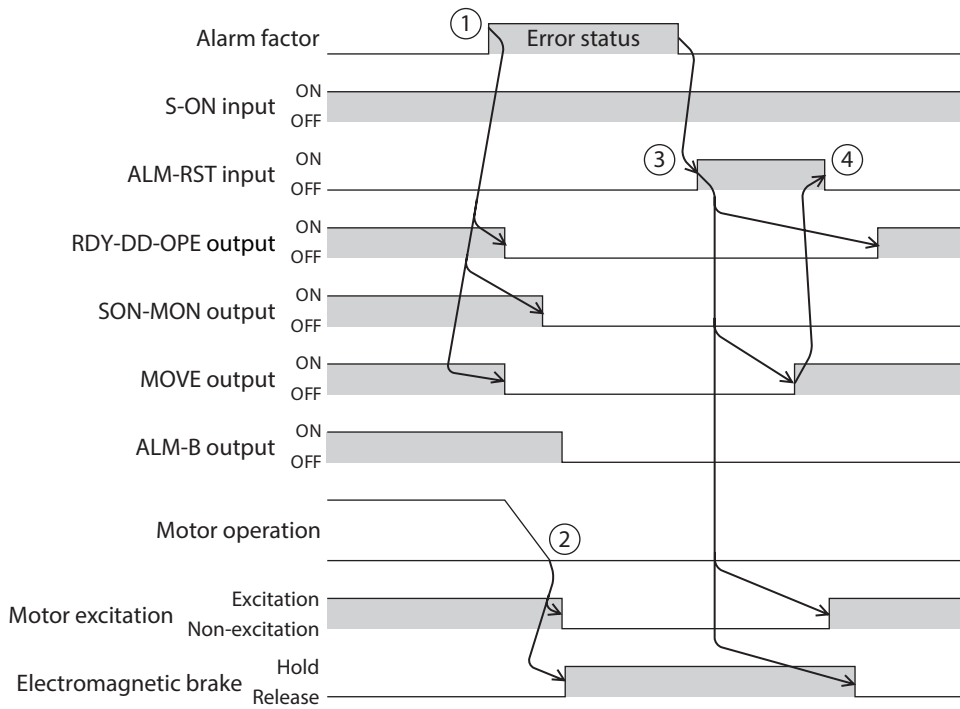 ① Error status
Alarm factor
ON
S-ON input
OFF
ON ③ ④
ALM-RST input
OFF
ON
RDY-DD-OPE output
OFF
ON
SON-MON output
OFF
ON
MOVE output
OFF
ON
ALM-B output
OFF
Motor operation ②
Excitation
Motor excitation
Non-excitation
Hold
Electromagnetic brake
Release